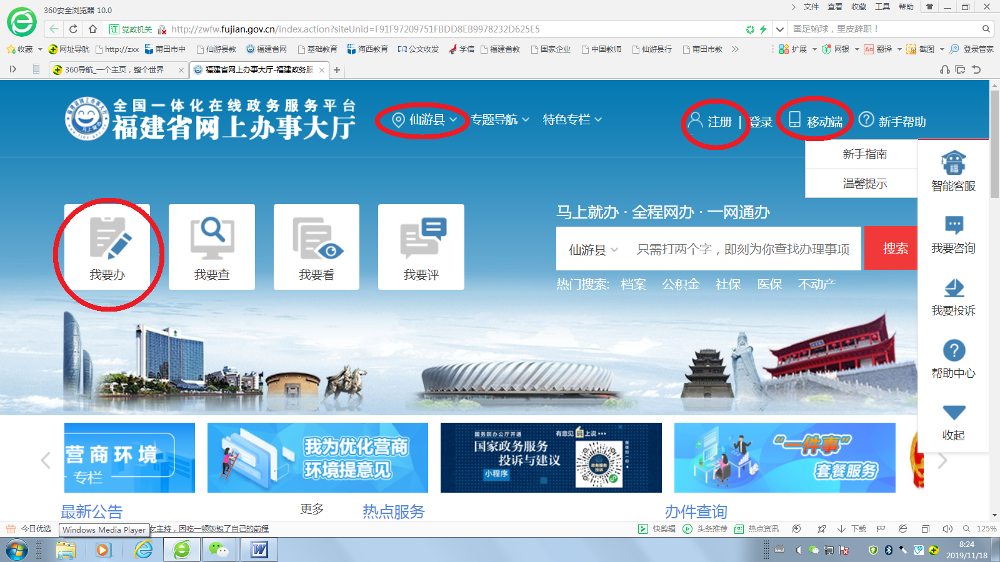 360安全浏览器 10.0
文件 查看 收藏 工具 帮助
证 党政机关 http://zwfw.fujian.gov.cn/index.action?siteUnid=F91F97209751FBDD8EB9978232D625E5
国足输球，里皮辞职！
收藏 网址导航 http://zxx 莆田市中 仙游县教 福建省网 基础教育 海西教育 公文收发 学信 福建省教 国家企业 中国教师 仙游县行 莆田市教 扩展 网银 翻译 截图 登录管家
360导航_一个主页，整个世界
福建省网上办事大厅-福建政务服
全国一体化在线政务服务平台
福建省网上办事大厅
马上就办
仙游县 专题导航 特色专栏
注册 | 登录 移动端 新手帮助
新手指南
温馨提示
智能客服
我要咨询
我要投诉
帮助中心
收起
我要办 我要查 我要看 我要评
马上就办 · 全程网办 · 一网通办
仙游县 只需打两个字，即刻为你查找办理事项 搜索
热门搜索: 档案 公积金 社保 医保 不动产
营商环境
专栏
我为优化营商
环境提意见
国务院办公厅开通
国家政务服务
投诉与建议
小程序
有意见 码上说
政务服务
投诉
“一件事”
套餐服务
最新公告 更多 热点服务 办件查询
今日优选 女主持，因吃一顿饭毁了自己的前程
Windows Media Player
快剪辑 头条推荐 热点资讯 下载 125%
8:24
2019/11/18